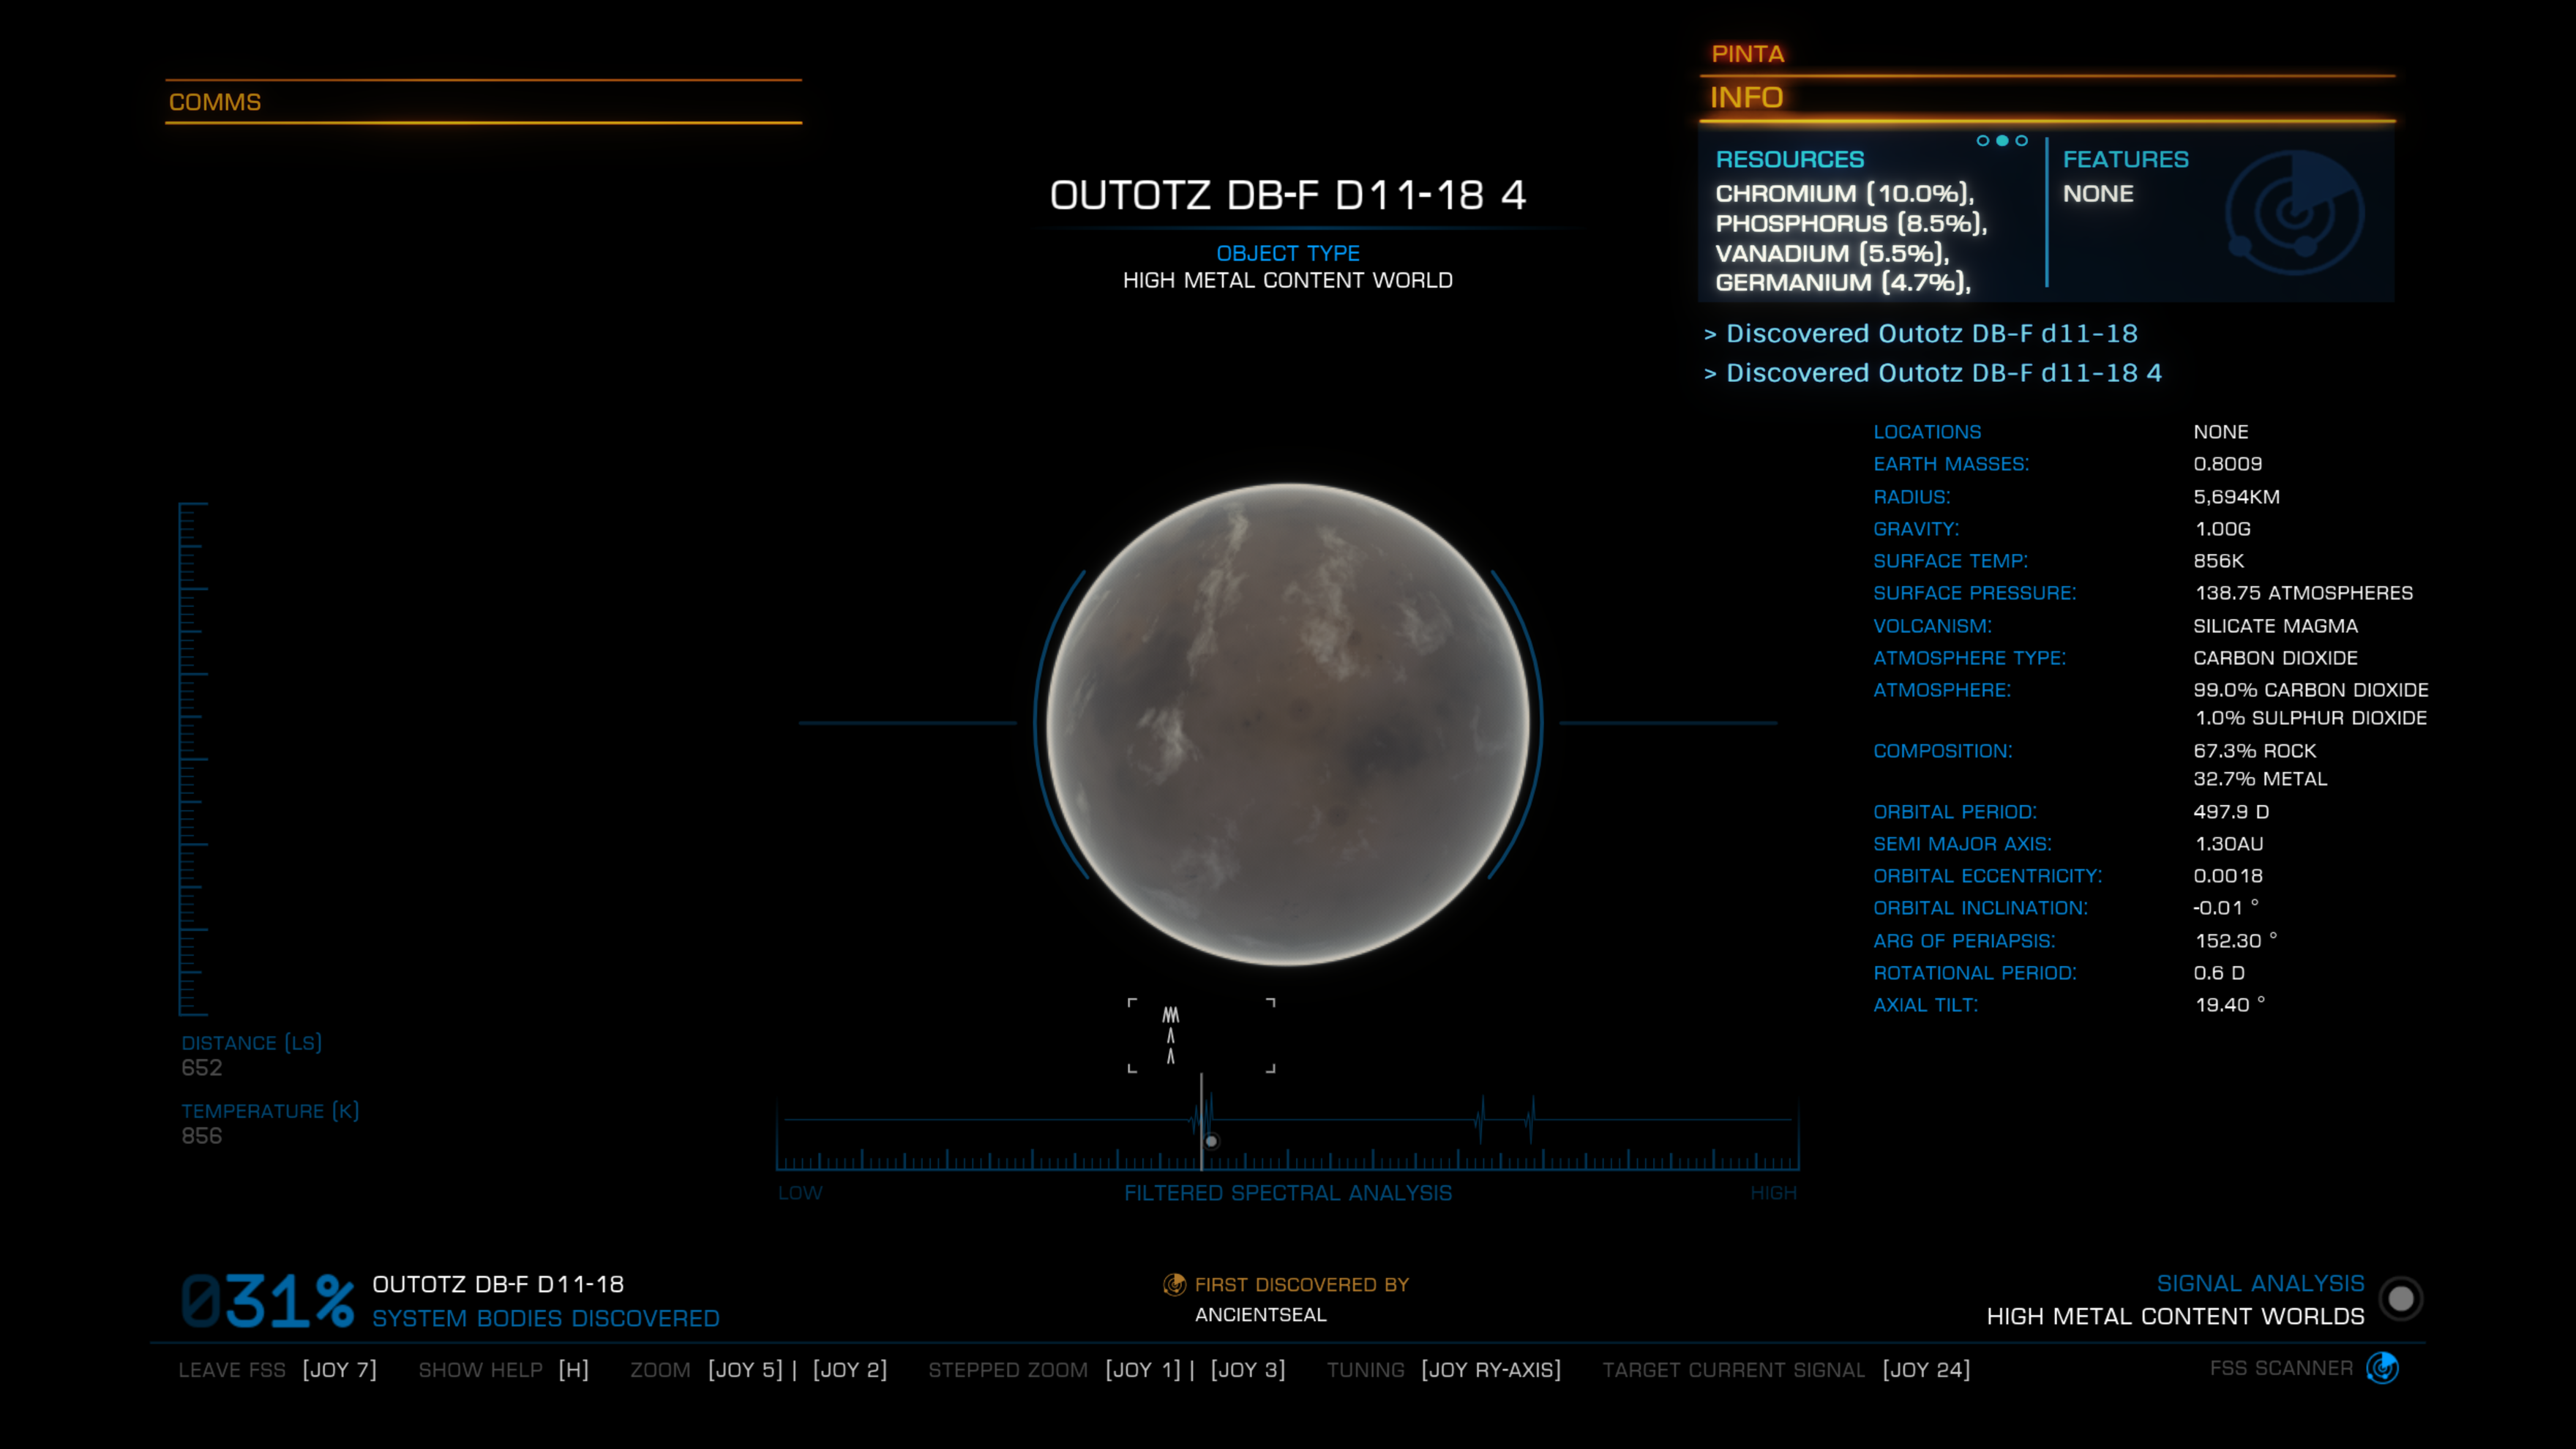 COMMS
PINTA
INFO
RESOURCES
CHROMIUM (10.0%),
PHOSPHORUS (8.5%),
VANADIUM (5.5%),
GERMANIUM (4.7%),
FEATURES
NONE
OUTOTZ DB-F D11-18 4
OBJECT TYPE
HIGH METAL CONTENT WORLD
> Discovered Outotz DB-F d11-18
> Discovered Outotz DB-F d11-18 4
LOCATIONS NONE
EARTH MASSES: 0.8009
RADIUS: 5,694KM
GRAVITY: 1.00G
SURFACE TEMP: 856K
SURFACE PRESSURE: 138.75 ATMOSPHERES
VOLCANISM: SILICATE MAGMA
ATMOSPHERE TYPE: CARBON DIOXIDE
ATMOSPHERE: 99.0% CARBON DIOXIDE
1.0% SULPHUR DIOXIDE
COMPOSITION: 67.3% ROCK
32.7% METAL
ORBITAL PERIOD: 497.9 D
SEMI MAJOR AXIS: 1.30AU
ORBITAL ECCENTRICITY: 0.0018
ORBITAL INCLINATION: -0.01 °
ARG OF PERIAPSIS: 152.30 °
ROTATIONAL PERIOD: 0.6 D
AXIAL TILT: 19.40 °
DISTANCE (LS)
652
TEMPERATURE (K)
856
LOW FILTERED SPECTRAL ANALYSIS HIGH
031% OUTOTZ DB-F D11-18
SYSTEM BODIES DISCOVERED
FIRST DISCOVERED BY
ANCIENTSEAL
SIGNAL ANALYSIS
HIGH METAL CONTENT WORLDS
LEAVE FSS [JOY 7] SHOW HELP [H] ZOOM [JOY 5] | [JOY 2] STEPPED ZOOM [JOY 1] | [JOY 3] TUNING [JOY RY-AXIS] TARGET CURRENT SIGNAL [JOY 24] FSS SCANNER